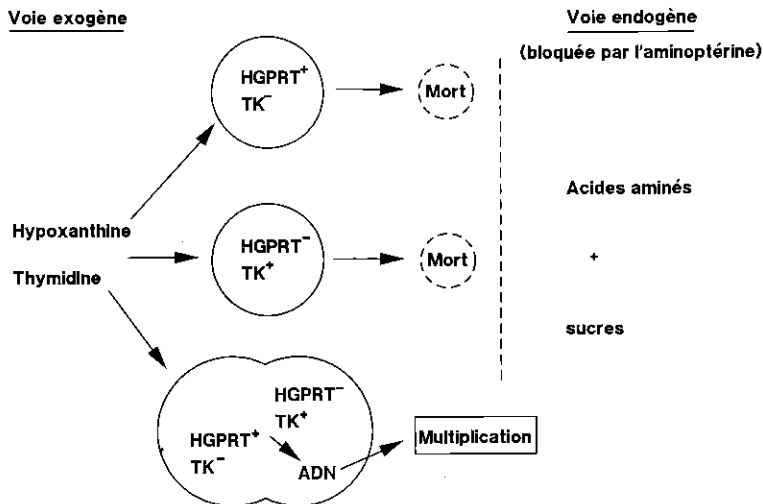 Voie exogène
Voie endogène
(bloquée par l'aminoptérine)
HGPRT⁺
TK⁻
Mort
Acides aminés
Hypoxanthine
Thymidine
HGPRT⁻
TK⁺
Mort
+
sucres
HGPRT⁻
TK⁺
HGPRT⁺
TK⁻
ADN
Multiplication